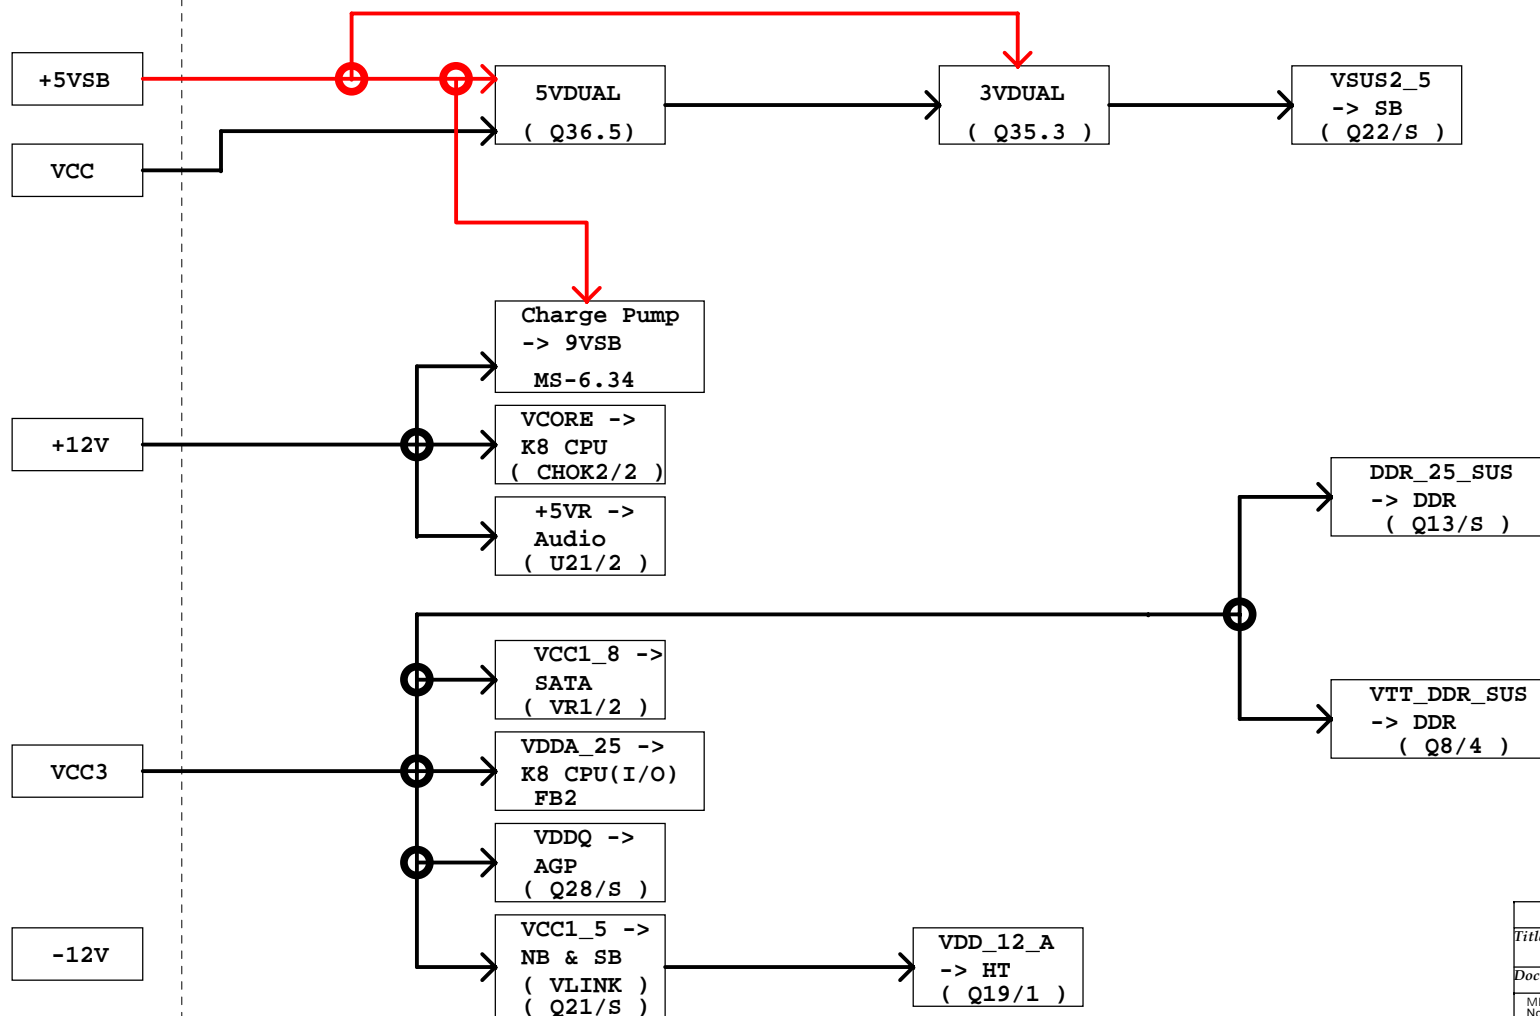 +5VSB
5VDUAL
( Q36.5)
3VDUAL
( Q35.3 )
VSUS2_5
-> SB
( Q22/S )
VCC
Charge Pump
-> 9VSB
MS-6.34
+12V
VCORE ->
K8 CPU
( CHOK2/2 )
+5VR ->
Audio
( U21/2 )
DDR_25_SUS
-> DDR
( Q13/S )
VCC1_8 ->
SATA
( VR1/2 )
VTT_DDR_SUS
-> DDR
( Q8/4 )
VCC3
VDDA_25 ->
K8 CPU(I/O)
FB2
VDDQ ->
AGP
( Q28/S )
-12V
VCC1_5 ->
NB & SB
( VLINK )
( Q21/S )
VDD_12_A
-> HT
( Q19/1 )